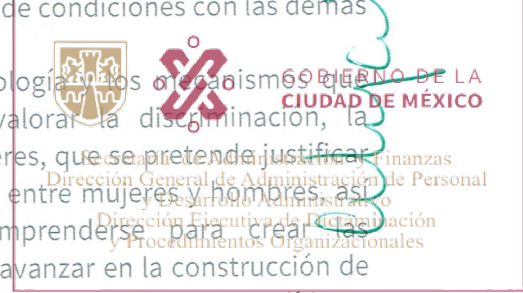 de condiciones con las demás
ología y los mecanismos que
valorar la discriminación, la
eres, que se pretende justificar
entre mujeres y hombres, así
mprenderse para crear las
avanzar en la construcción de
GOBIERNO DE LA
CIUDAD DE MÉXICO
Secretaría de Administración y Finanzas
Dirección General de Administración de Personal
y Desarrollo Administrativo
Dirección Ejecutiva de Dictaminación
y Procedimientos Organizacionales